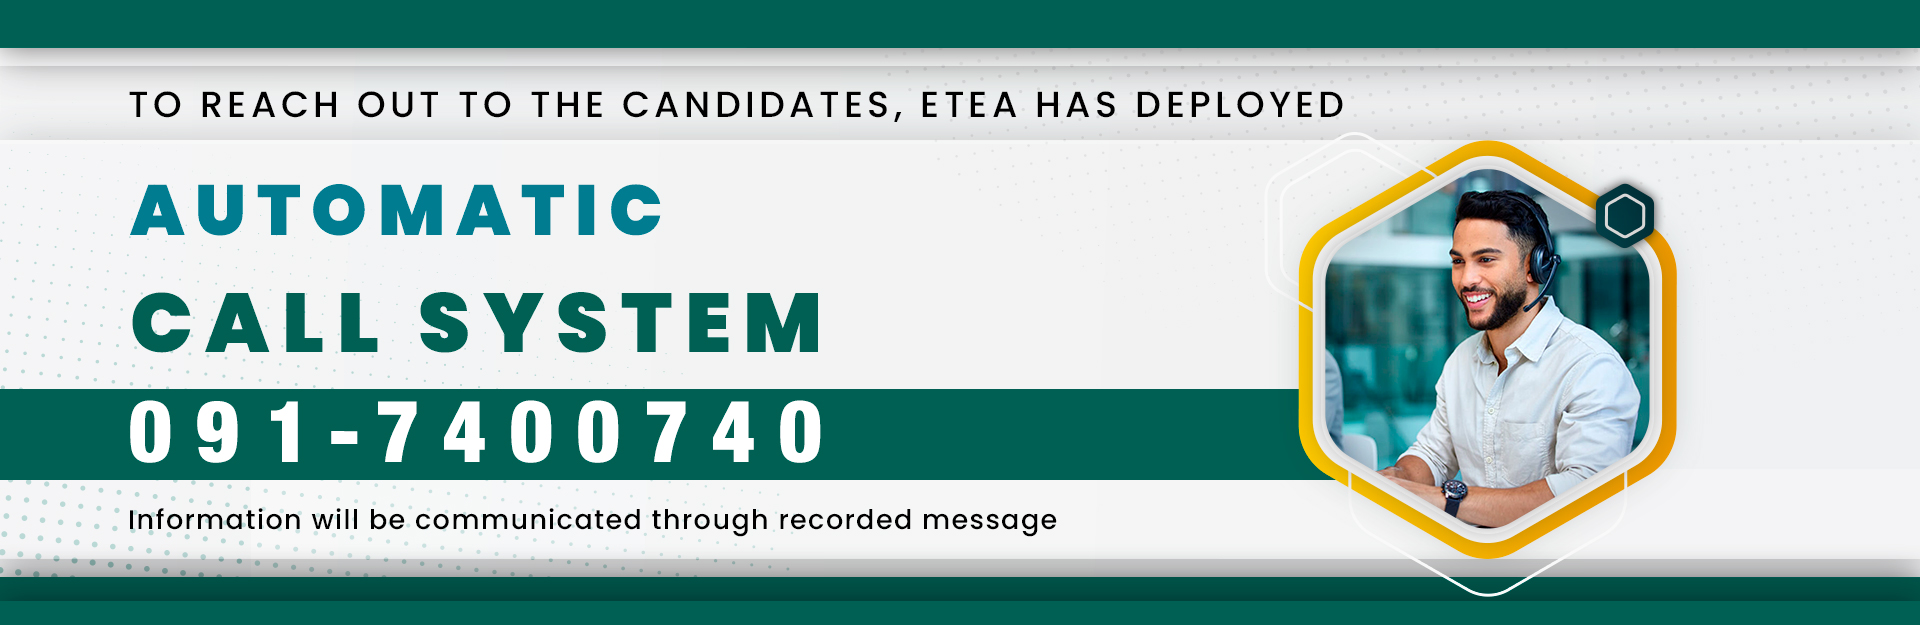 TO REACH OUT TO THE CANDIDATES, ETEA HAS DEPLOYED
AUTOMATIC
CALL SYSTEM
091-7400740
Information will be communicated through recorded message